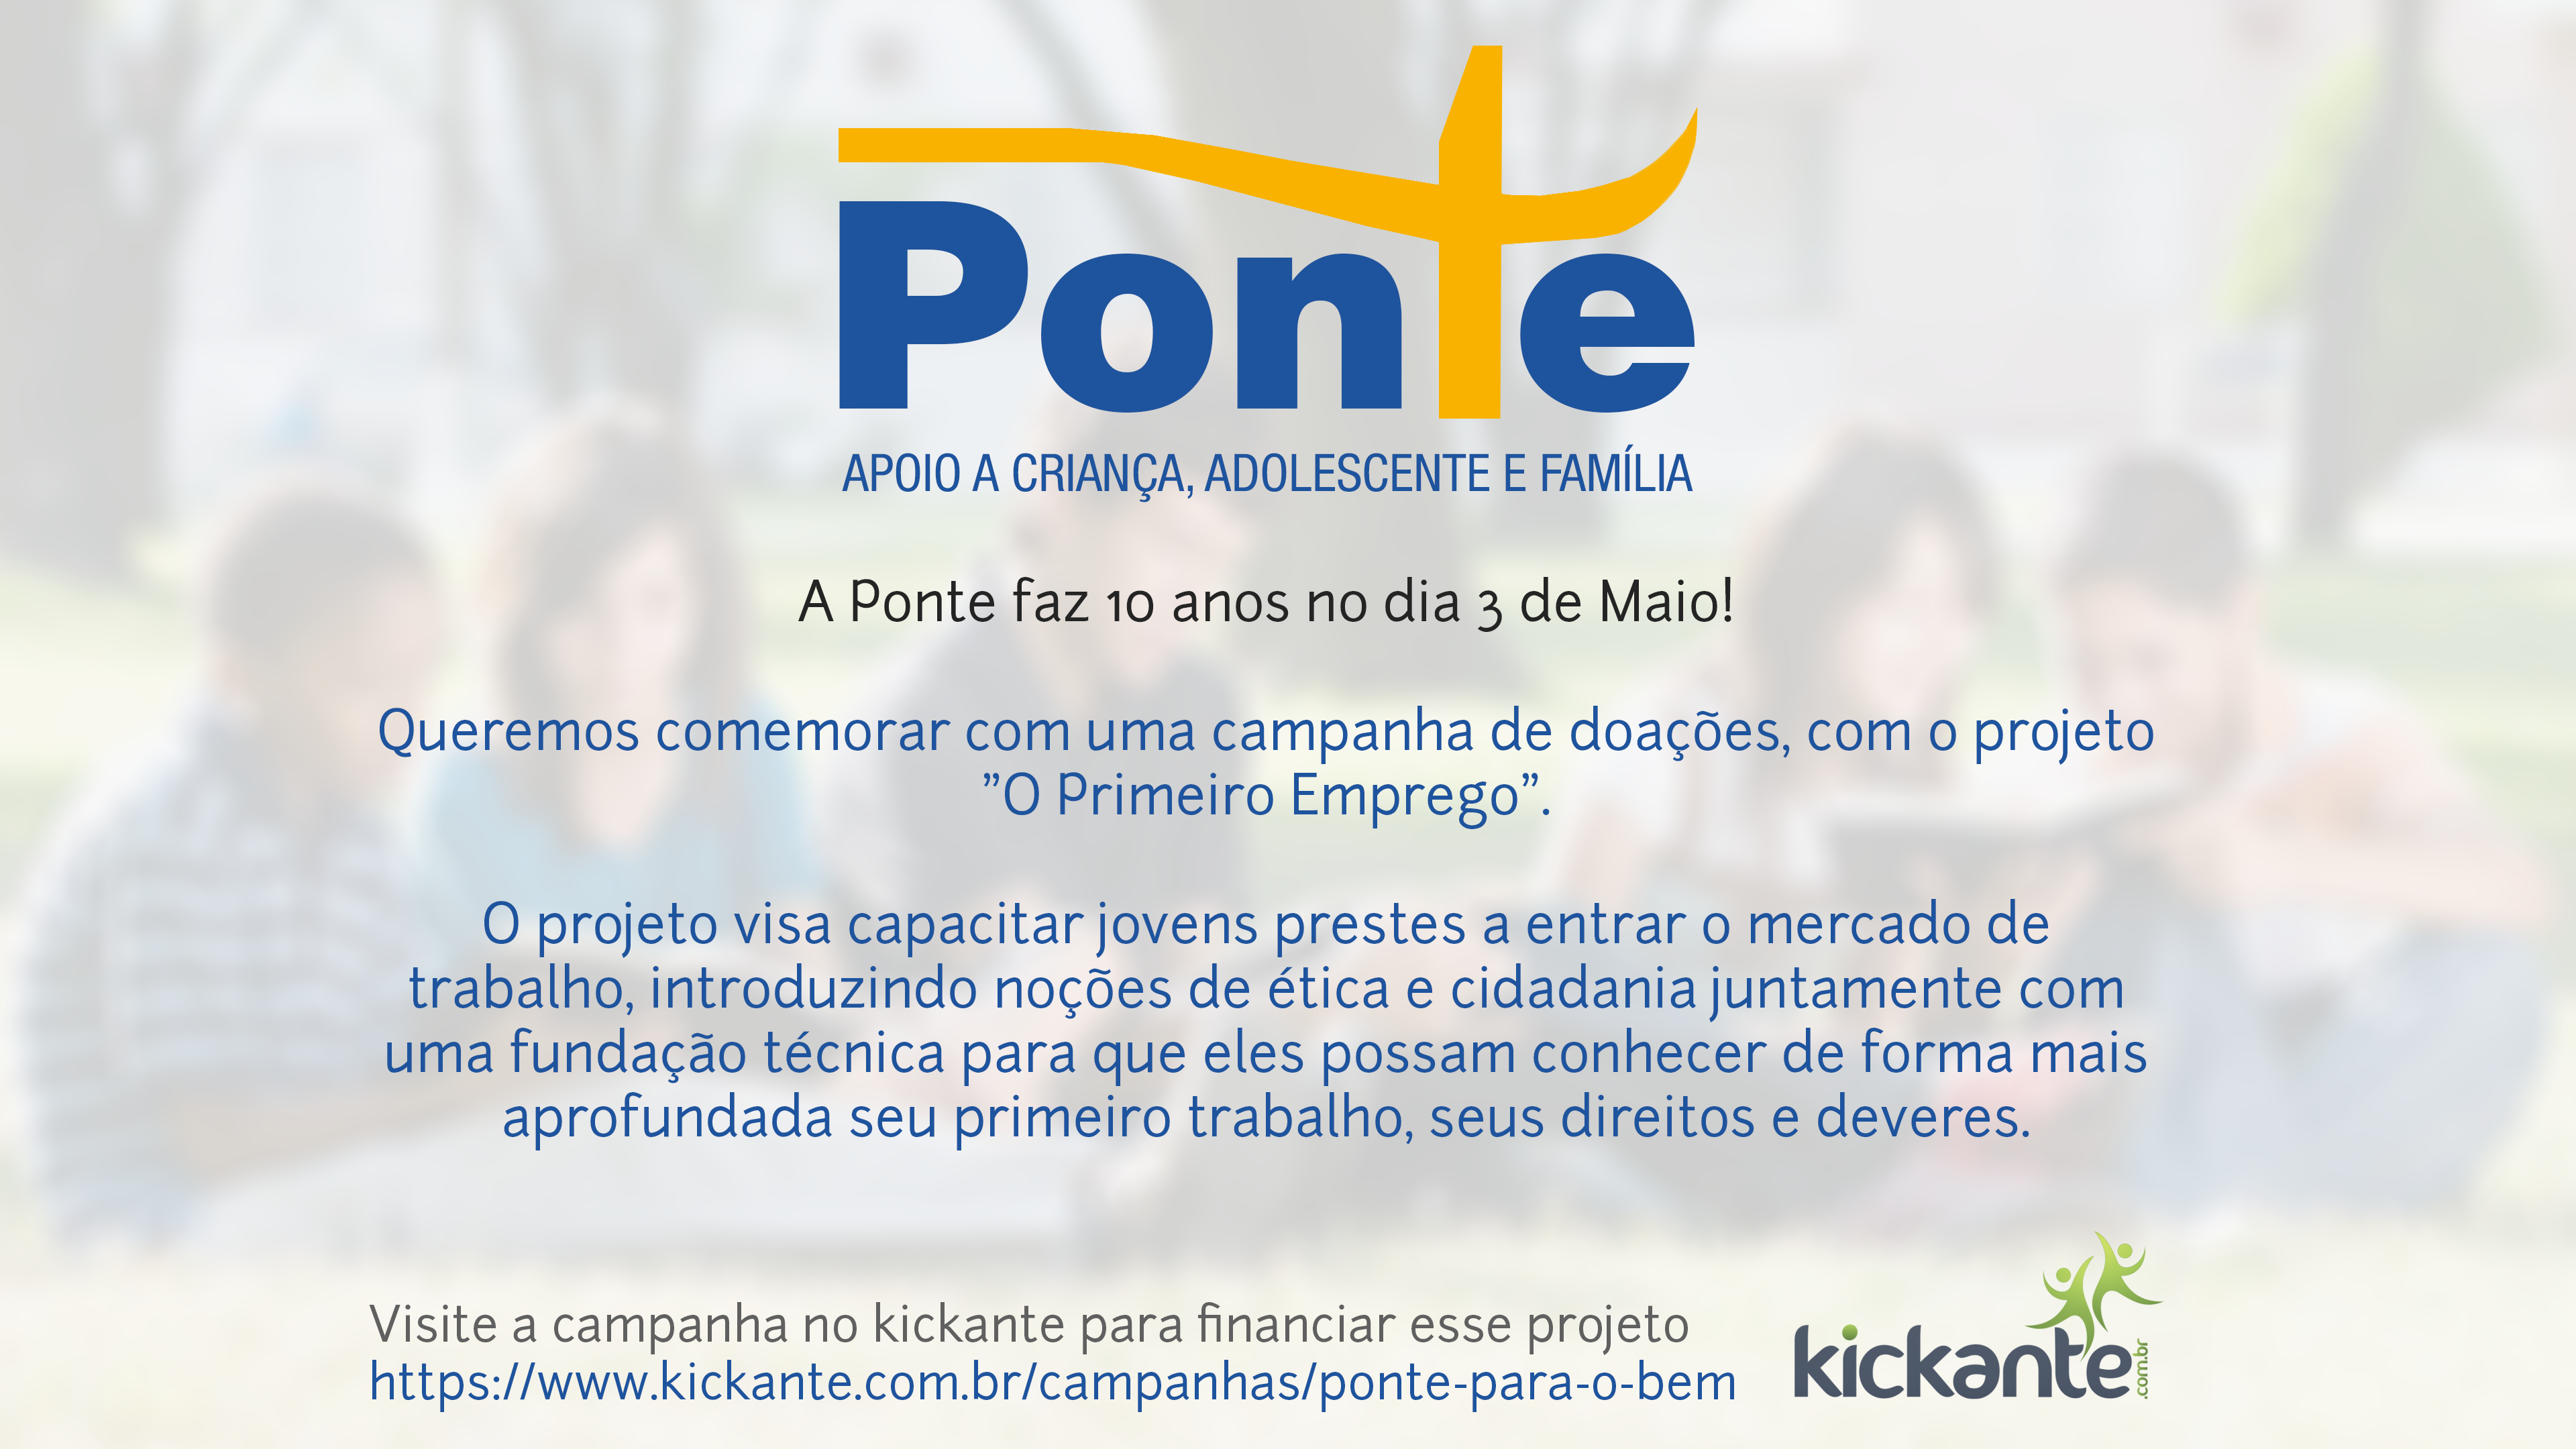 Ponte
APOIO A CRIANÇA, ADOLESCENTE E FAMÍLIA
A Ponte faz 10 anos no dia 3 de Maio!
Queremos comemorar com uma campanha de doações, com o projeto
”O Primeiro Emprego”.
O projeto visa capacitar jovens prestes a entrar o mercado de
trabalho, introduzindo noções de ética e cidadania juntamente com
uma fundação técnica para que eles possam conhecer de forma mais
aprofundada seu primeiro trabalho, seus direitos e deveres.
Visite a campanha no kickante para financiar esse projeto
https://www.kickante.com.br/campanhas/ponte-para-o-bem
kickante
.com.br